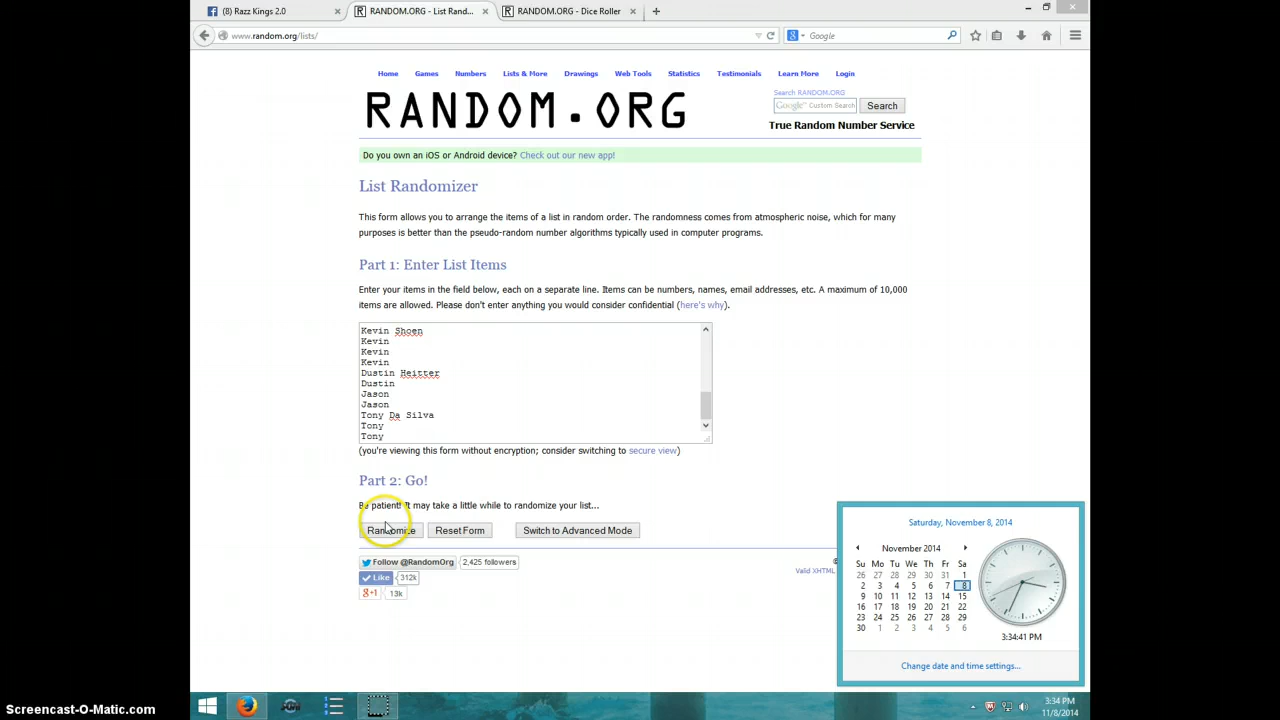 (8) Razz Kings 2.0
RANDOM.ORG - List Rand...
RANDOM.ORG - Dice Roller
www.random.org/lists/
Google
Home Games Numbers Lists & More Drawings Web Tools Statistics Testimonials Learn More Login
RANDOM.ORG
Search RANDOM.ORG
Google™ Custom Search
Search
True Random Number Service
Do you own an iOS or Android device? Check out our new app!
List Randomizer
This form allows you to arrange the items of a list in random order. The randomness comes from atmospheric noise, which for many
purposes is better than the pseudo-random number algorithms typically used in computer programs.
Part 1: Enter List Items
Enter your items in the field below, each on a separate line. Items can be numbers, names, email addresses, etc. A maximum of 10,000
items are allowed. Please don't enter anything you would consider confidential (here's why).
Kevin Shoen
Kevin
Kevin
Kevin
Dustin Heitter
Dustin
Jason
Jason
Tony Da Silva
Tony
Tony
(you're viewing this form without encryption; consider switching to secure view)
Part 2: Go!
Be patient! It may take a little while to randomize your list...
Randomize Reset Form Switch to Advanced Mode
Follow @RandomOrg 2,425 followers
Like 312k
+1 13k
Valid XHTML
Saturday, November 8, 2014
November 2014
Su Mo Tu We Th Fr Sa
26 27 28 29 30 31 1
2 3 4 5 6 7 8
9 10 11 12 13 14 15
16 17 18 19 20 21 22
23 24 25 26 27 28 29
30 1 2 3 4 5 6
3:34:41 PM
Change date and time settings...
3:34 PM
11/8/2014
Screencast-O-Matic.com